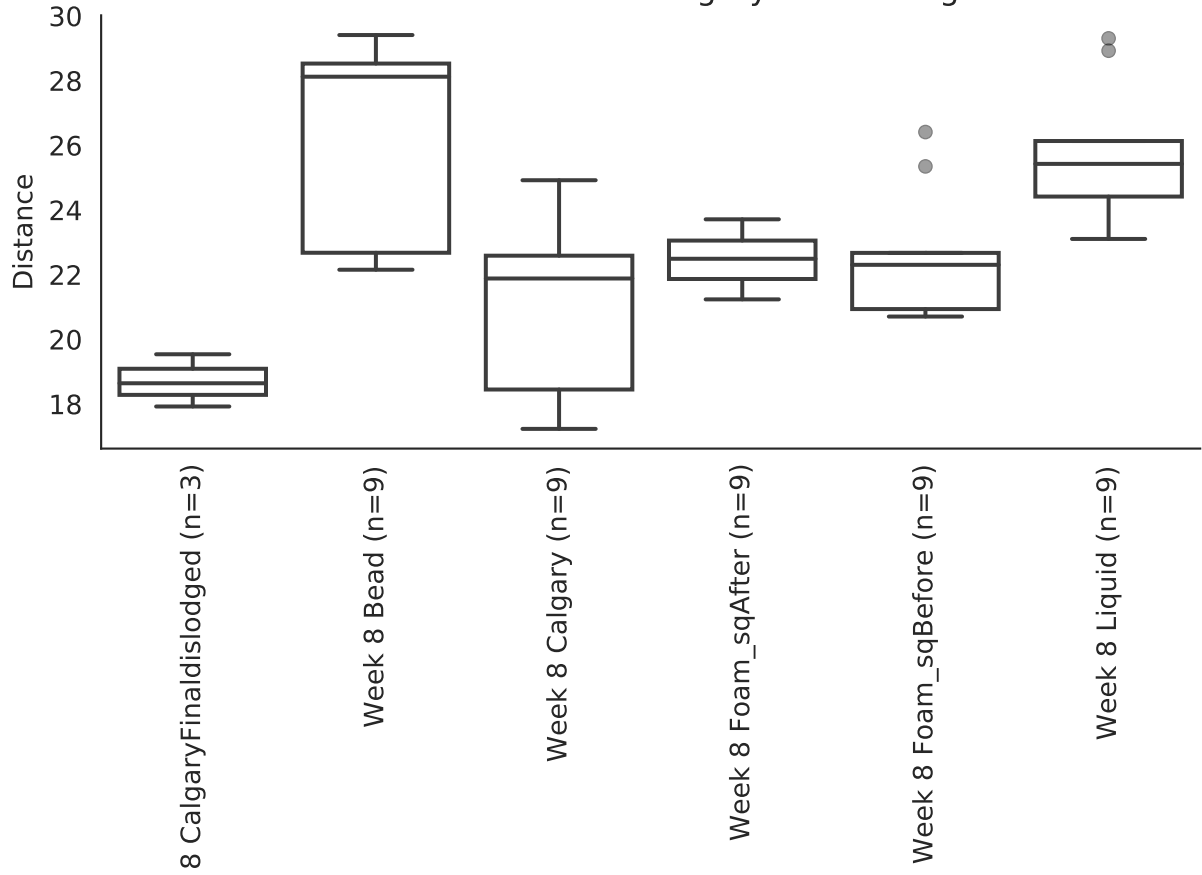 30
28
26
24
22
20
18
Distance
8 CalgaryFinaldislodged (n=3)
Week 8 Bead (n=9)
Week 8 Calgary (n=9)
Week 8 Foam_sqAfter (n=9)
Week 8 Foam_sqBefore (n=9)
Week 8 Liquid (n=9)